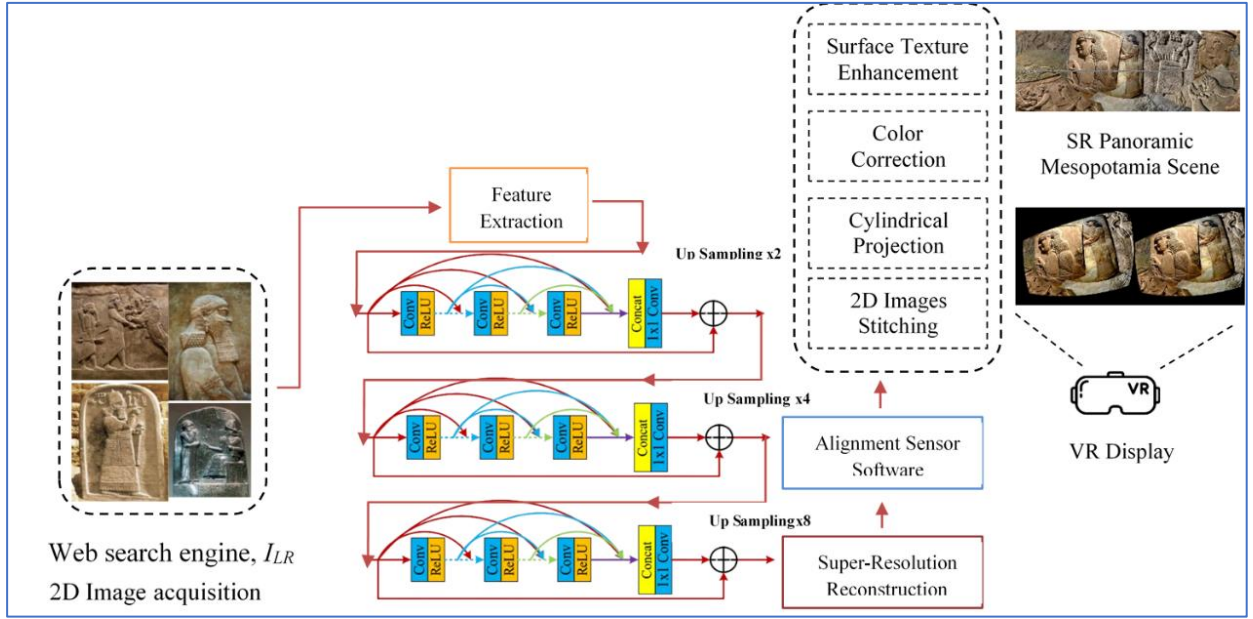 Web search engine, I_LR
2D Image acquisition
Feature
Extraction
Up Sampling x2
Conv
ReLU
Conv
ReLU
Conv
ReLU
Concat
1x1 Conv
Up Sampling x4
Conv
ReLU
Conv
ReLU
Conv
ReLU
Concat
1x1 Conv
Up Sampling x8
Conv
ReLU
Conv
ReLU
Conv
ReLU
Concat
1x1 Conv
Super-Resolution
Reconstruction
Alignment Sensor
Software
Surface Texture
Enhancement
Color
Correction
Cylindrical
Projection
2D Images
Stitching
SR Panoramic
Mesopotamia Scene
VR
VR Display